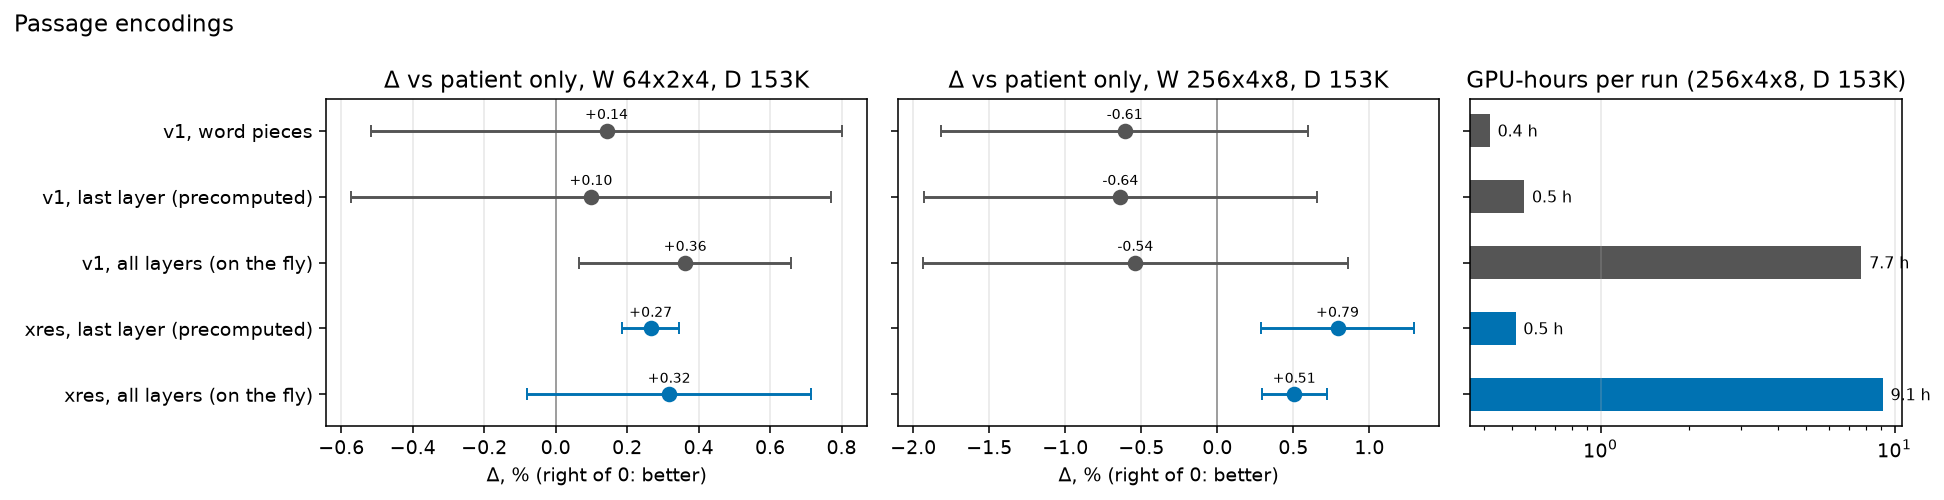 Passage encodings
Δ vs patient only, W 64x2x4, D 153K
Δ vs patient only, W 256x4x8, D 153K
GPU-hours per run (256x4x8, D 153K)
v1, word pieces
+0.14
-0.61
0.4 h
v1, last layer (precomputed)
+0.10
-0.64
0.5 h
v1, all layers (on the fly)
+0.36
-0.54
7.7 h
xres, last layer (precomputed)
+0.27
+0.79
0.5 h
xres, all layers (on the fly)
+0.32
+0.51
9.1 h
−0.6 −0.4 −0.2 0.0 0.2 0.4 0.6 0.8
−2.0 −1.5 −1.0 −0.5 0.0 0.5 1.0
10⁰ 10¹
Δ, % (right of 0: better)
Δ, % (right of 0: better)